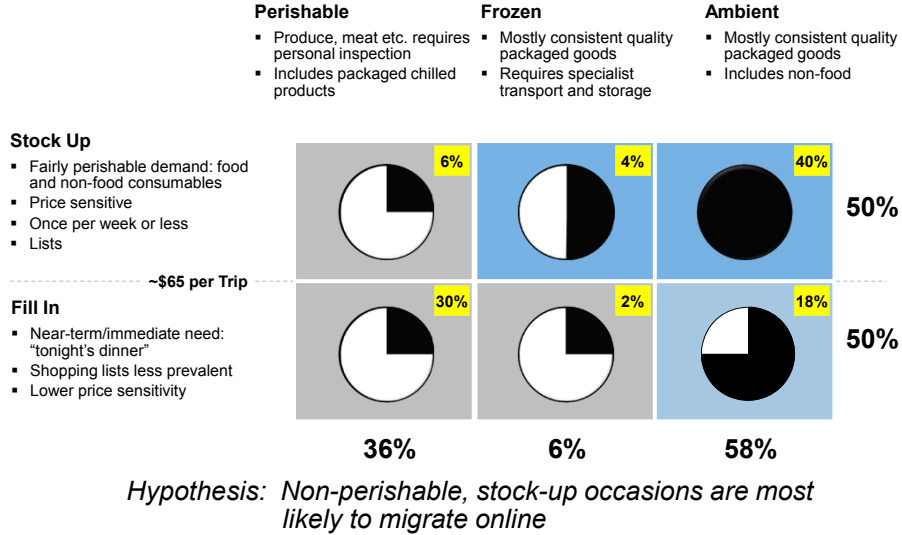 Perishable
▪ Produce, meat etc. requires
personal inspection
▪ Includes packaged chilled
products
Frozen
▪ Mostly consistent quality
packaged goods
▪ Requires specialist
transport and storage
Ambient
▪ Mostly consistent quality
packaged goods
▪ Includes non-food
Stock Up
▪ Fairly perishable demand: food
and non-food consumables
▪ Price sensitive
▪ Once per week or less
▪ Lists
6%
4%
40%
50%
~$65 per Trip
Fill In
▪ Near-term/immediate need:
“tonight’s dinner”
▪ Shopping lists less prevalent
▪ Lower price sensitivity
30%
2%
18%
50%
36%
6%
58%
Hypothesis: Non-perishable, stock-up occasions are most
likely to migrate online